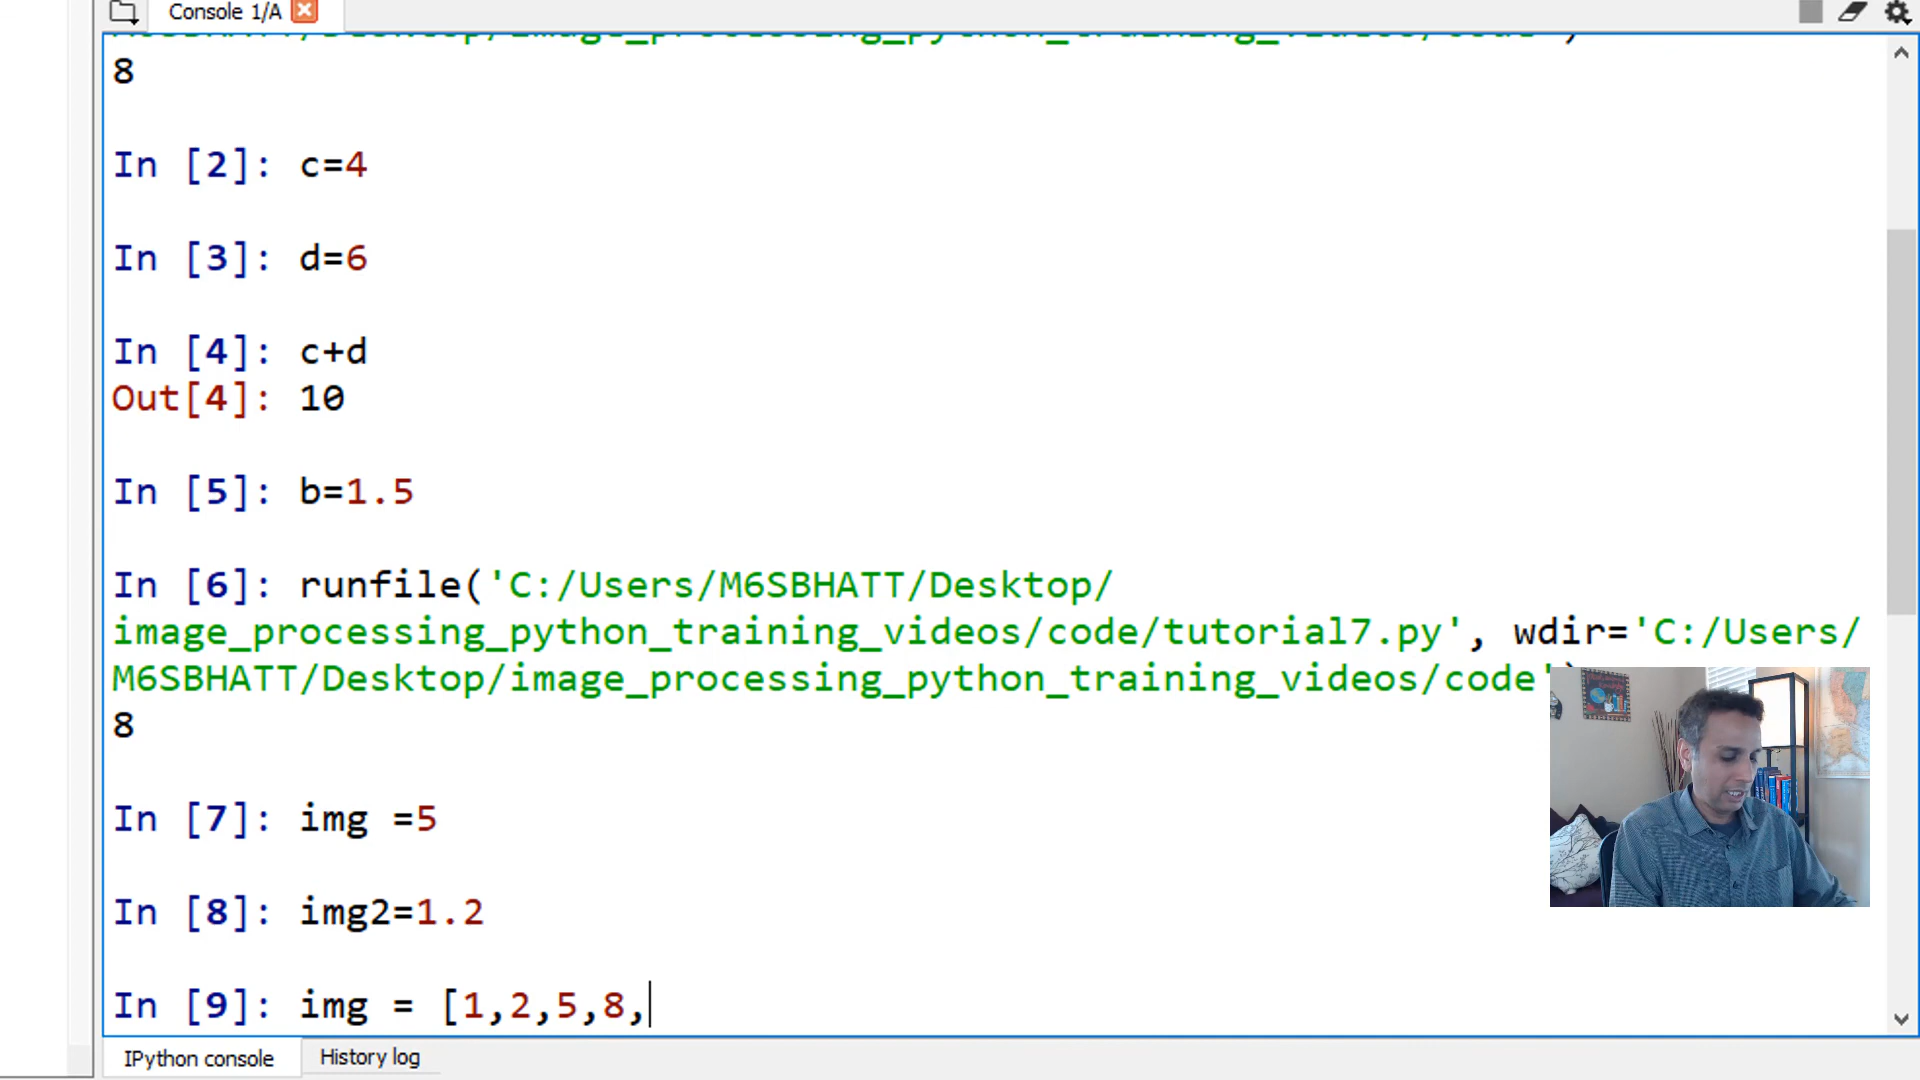 Console 1/A
8
In [2]: c=4
In [3]: d=6
In [4]: c+d
Out[4]: 10
In [5]: b=1.5
In [6]: runfile('C:/Users/M6SBHATT/Desktop/
image_processing_python_training_videos/code/tutorial7.py', wdir='C:/Users/
M6SBHATT/Desktop/image_processing_python_training_videos/code')
8
In [7]: img =5
In [8]: img2=1.2
In [9]: img = [1,2,5,8,
IPython console
History log